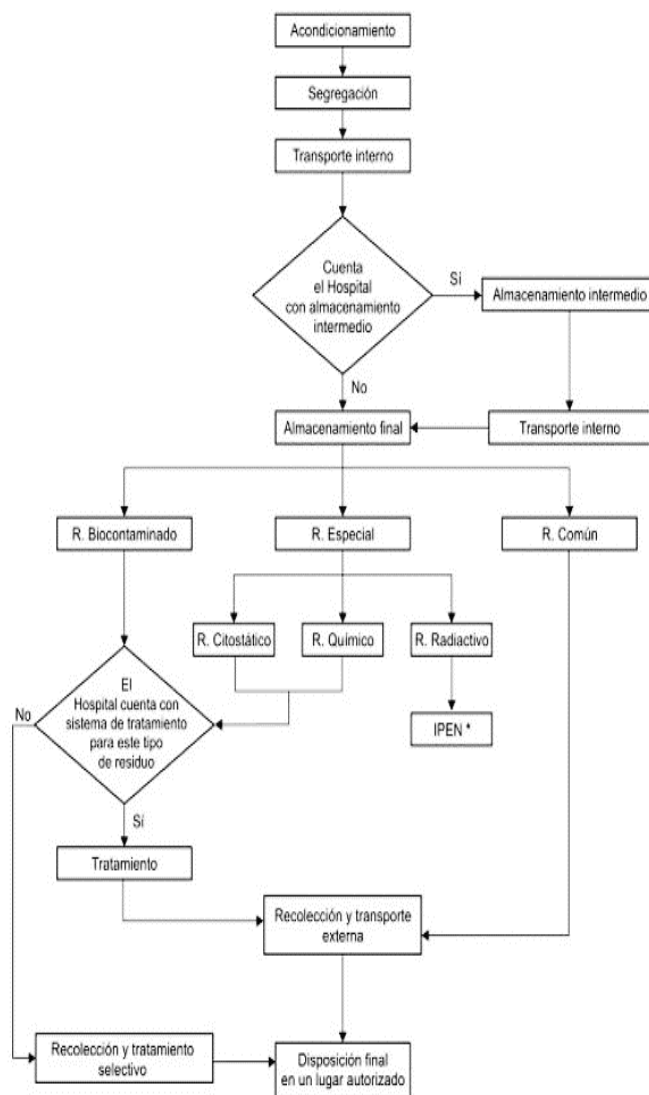 Acondicionamiento
Segregación
Transporte interno
Cuenta
el Hospital
con almacenamiento
intermedio
Sí
Almacenamiento intermedio
No
Almacenamiento final
Transporte interno
R. Biocontaminado
R. Especial
R. Común
R. Citostático
R. Químico
R. Radiactivo
El
Hospital cuenta con
sistema de tratamiento
para este tipo
de residuo
No
IPEN *
Sí
Tratamiento
Recolección y transporte
externa
Recolección y tratamiento
selectivo
Disposición final
en un lugar autorizado